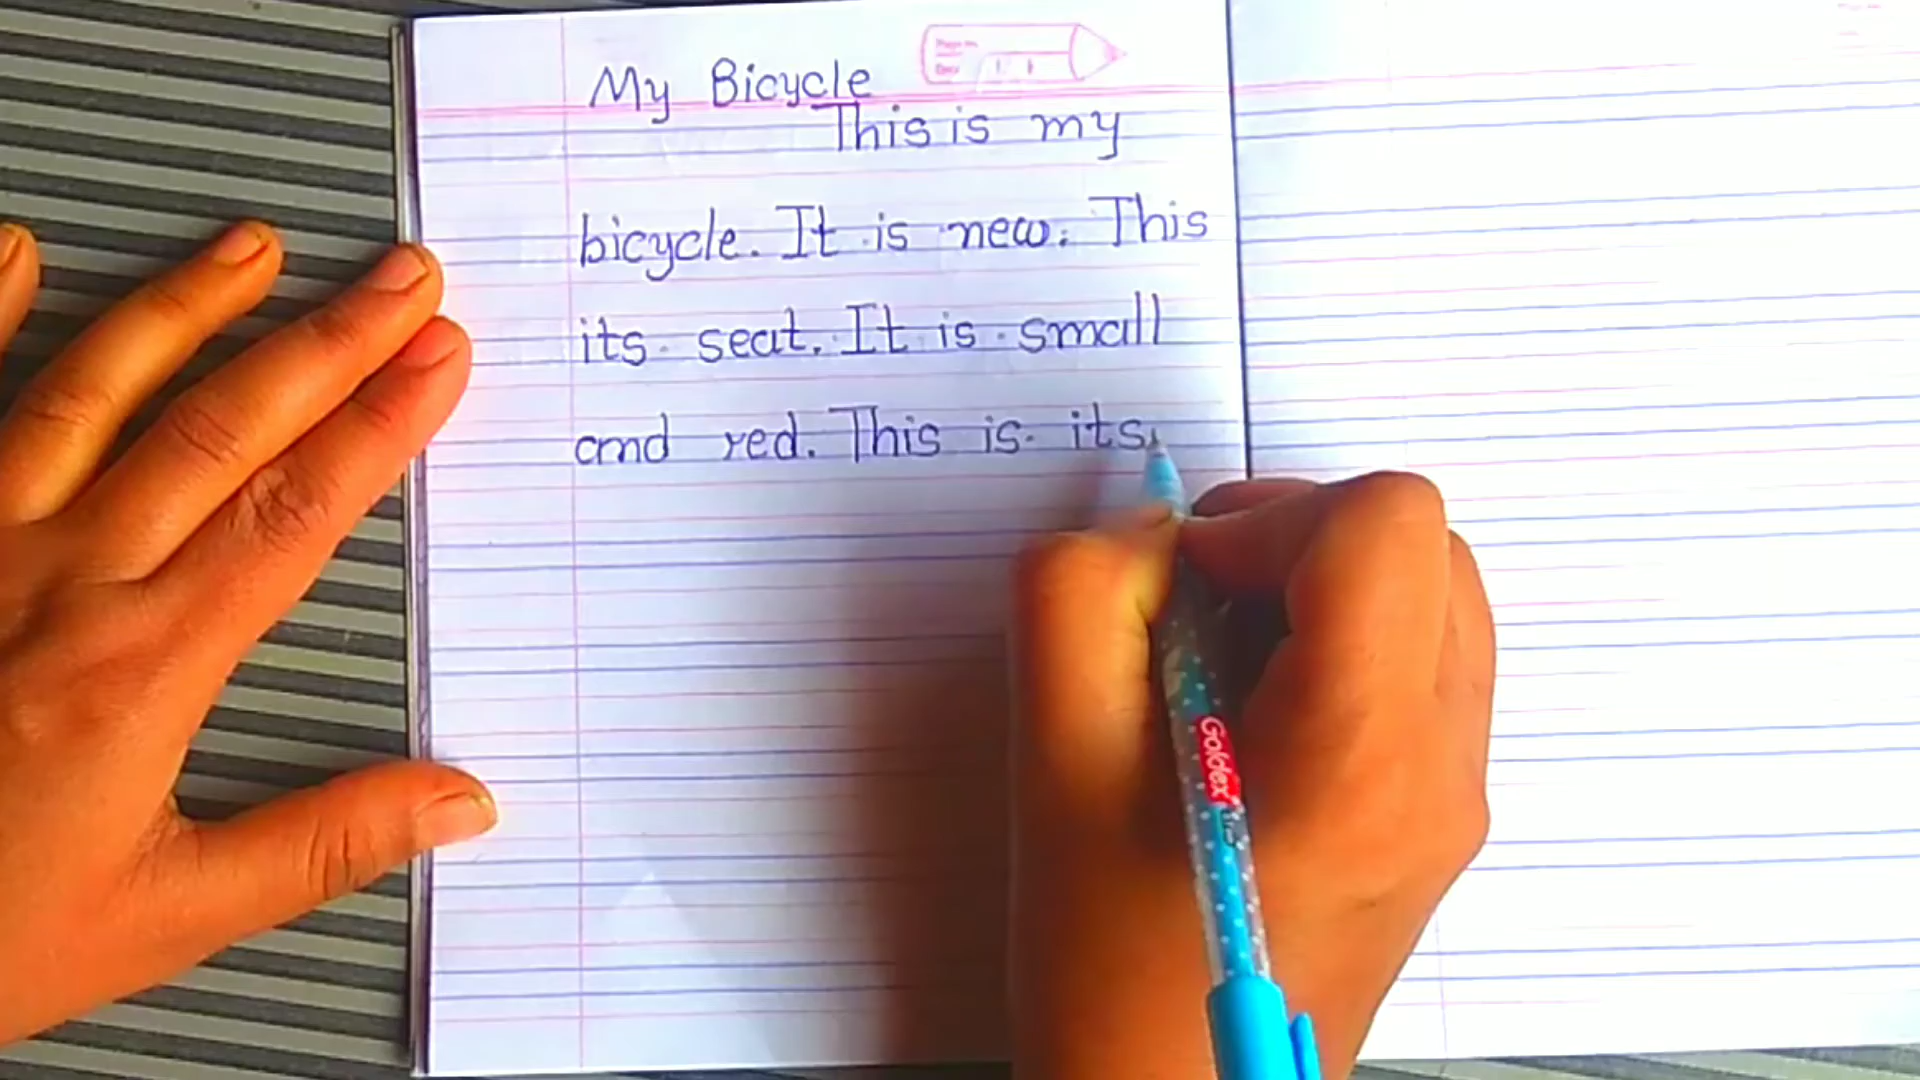 My Bicycle
This is my
bicycle. It is new. This
its seat. It is small
and red. This is its
Goldex